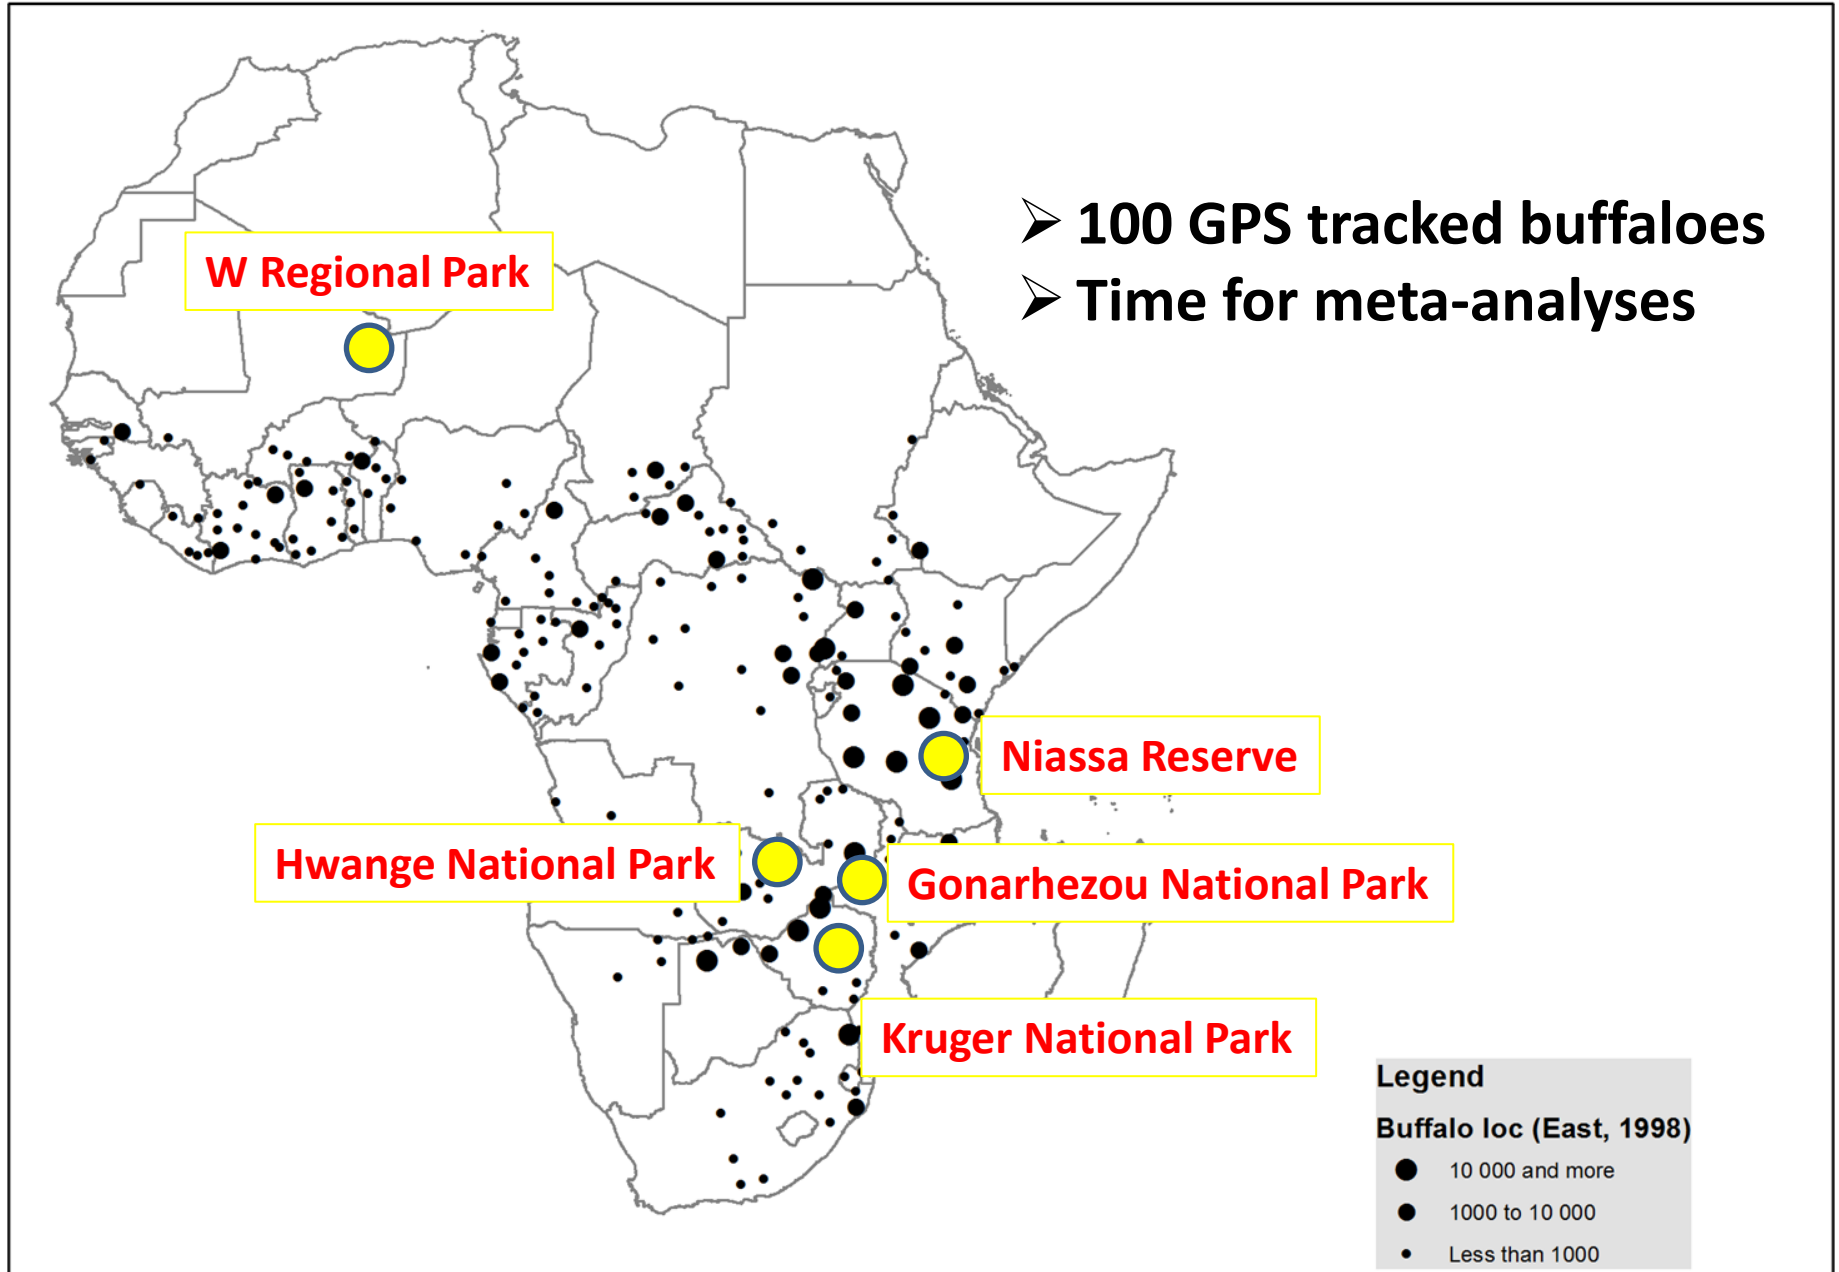 ➢ 100 GPS tracked buffaloes
➢ Time for meta-analyses
W Regional Park
Niassa Reserve
Hwange National Park
Gonarhezou National Park
Kruger National Park
Legend
Buffalo loc (East, 1998)
10 000 and more
1000 to 10 000
Less than 1000